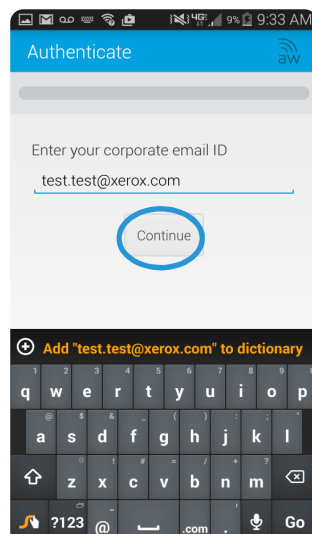 4G 9% 9:33 AM
Authenticate aw
Enter your corporate email ID
test.test@xerox.com
Continue
Add "test.test@xerox.com" to dictionary
1 2 3 4 5 6 7 8 9 0
q w e r t y u i o p
@ $ & _ ( ) : ; "
a s d f g h j k l
! # = / + ?
z x c v b n m
?123 @ .com . Go